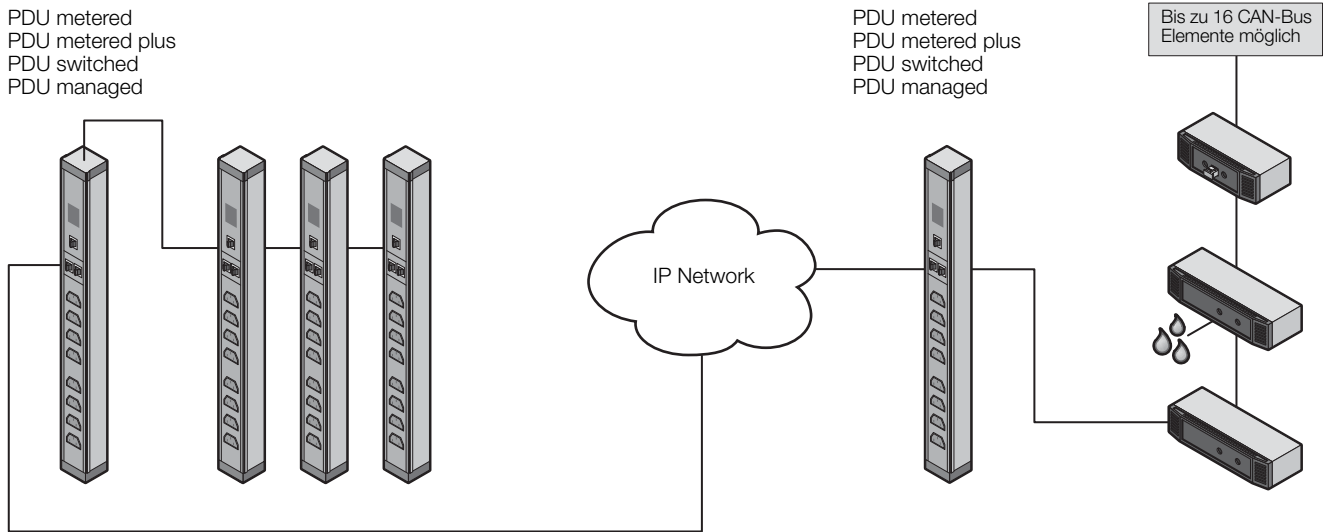 PDU metered
PDU metered plus
PDU switched
PDU managed
PDU metered
PDU metered plus
PDU switched
PDU managed
Bis zu 16 CAN-Bus
Elemente möglich
IP Network